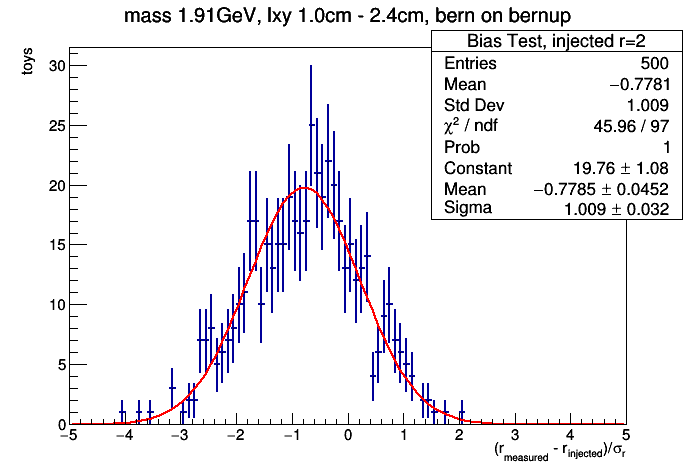 mass 1.91GeV, lxy 1.0cm - 2.4cm, bern on bernup
Bias Test, injected r=2
Entries 500
Mean −0.7781
Std Dev 1.009
χ² / ndf 45.96 / 97
Prob 1
Constant 19.76 ± 1.08
Mean −0.7785 ± 0.0452
Sigma 1.009 ± 0.032
toys
30
25
20
15
10
5
0
−5 −4 −3 −2 −1 0 1 2 3 4 5
(r_measured - r_injected)/σ_r